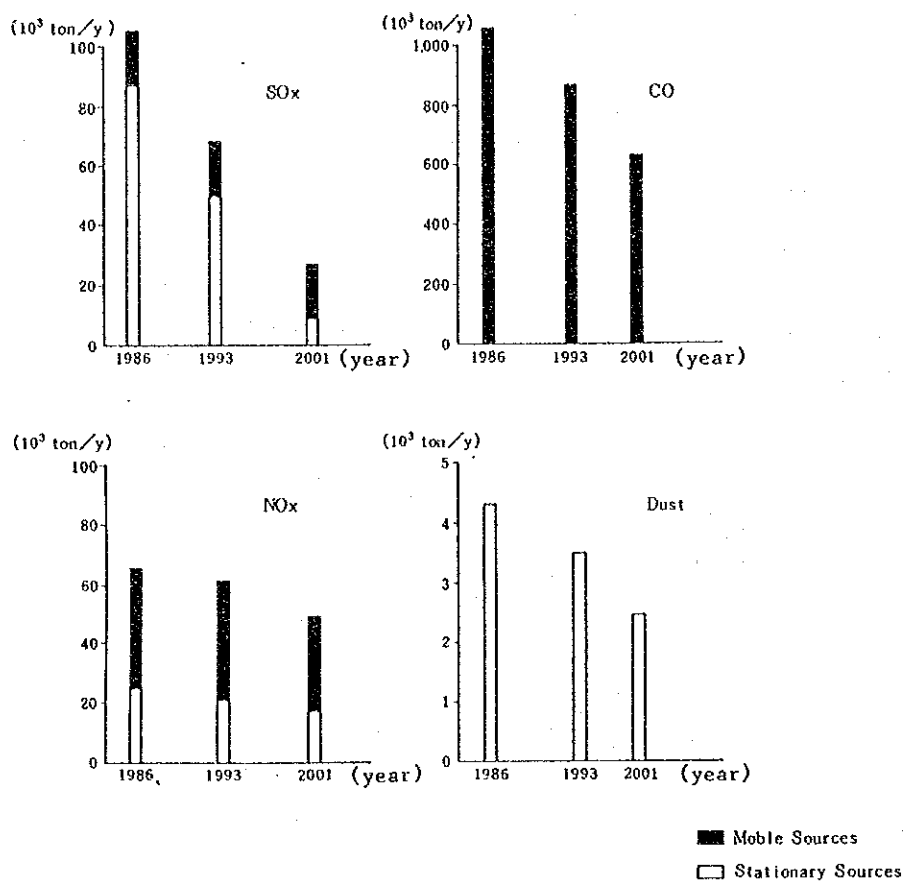 (10³ ton/y)
100
80
60
40
20
0
SOx
1986 1993 2001 (year)
(10³ ton/y)
1,000
800
600
400
200
0
CO
1986 1993 2001 (year)
(10³ ton/y)
100
80
60
40
20
0
NOx
1986 1993 2001 (year)
(10³ ton/y)
5
4
3
2
1
0
Dust
1986 1993 2001 (year)
Moble Sources
Stationary Sources